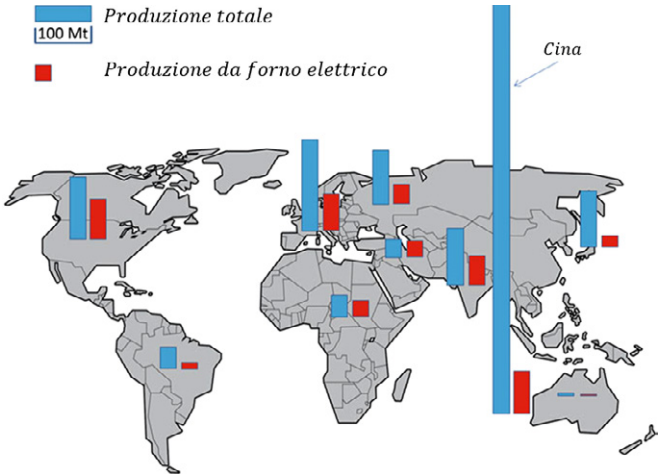 Produzione totale
100 Mt
Cina
Produzione da forno elettrico